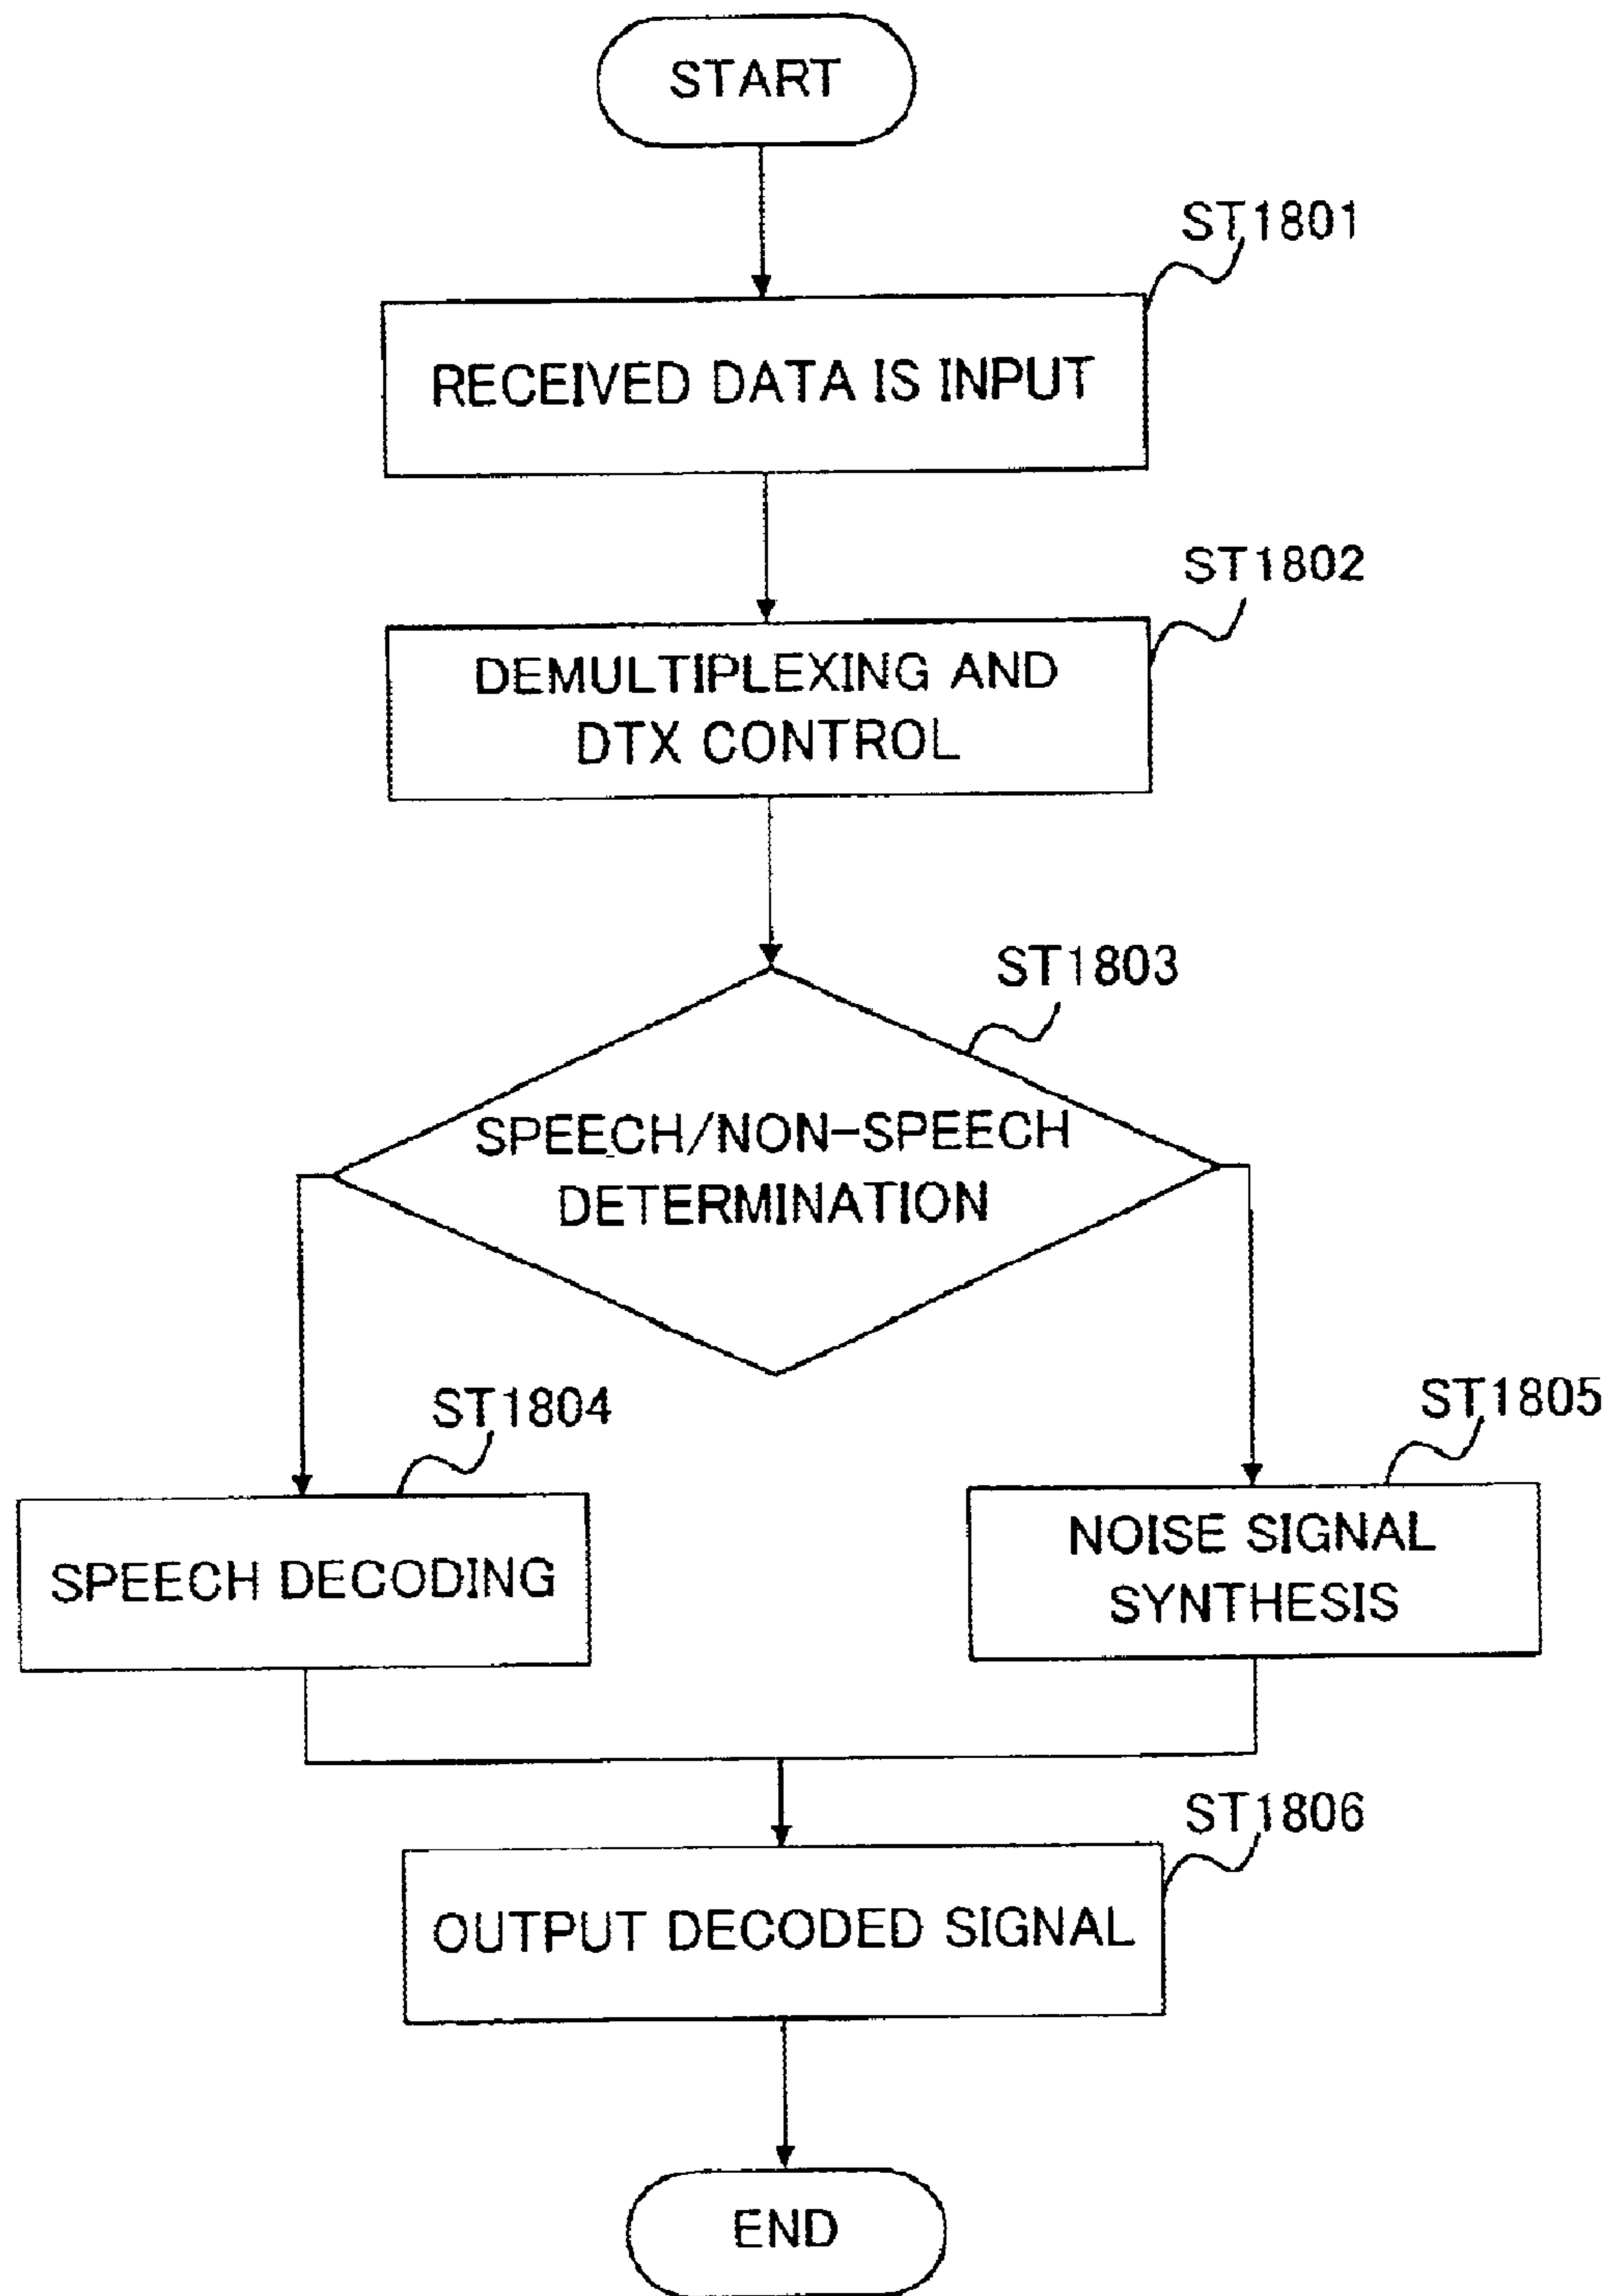 START
ST1801
RECEIVED DATA IS INPUT
ST1802
DEMULTIPLEXING AND
DTX CONTROL
ST1803
SPEECH/NON-SPEECH
DETERMINATION
ST1804
ST1805
SPEECH DECODING
NOISE SIGNAL
SYNTHESIS
ST1806
OUTPUT DECODED SIGNAL
END